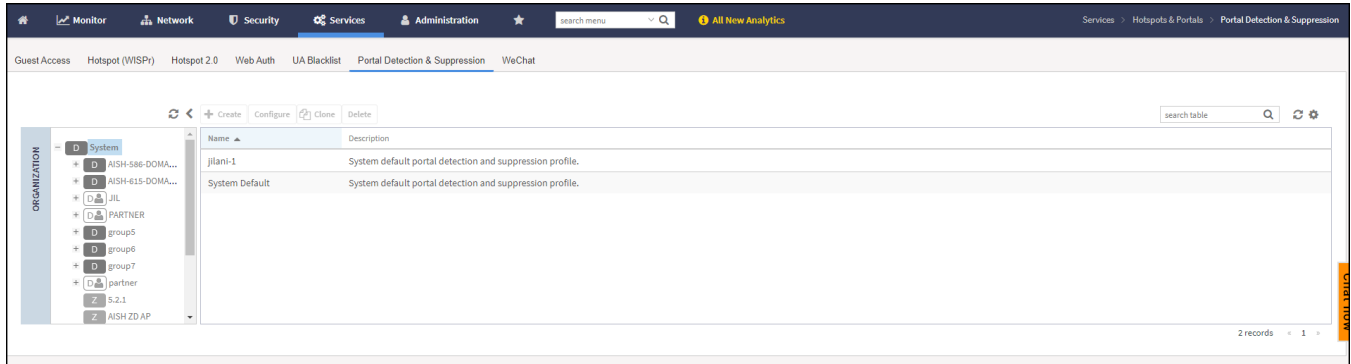 Monitor Network Security Services Administration search menu All New Analytics Services > Hotspots & Portals > Portal Detection & Suppression
Guest Access Hotspot (WISPr) Hotspot 2.0 Web Auth UA Blacklist Portal Detection & Suppression WeChat
Create Configure Clone Delete search table
ORGANIZATION
D System
D AISH-586-DOMA...
D AISH-615-DOMA...
D JIL
D PARTNER
D group5
D group6
D group7
D partner
Z 5.2.1
Z AISH ZD AP
Name Description
jilani-1 System default portal detection and suppression profile.
System Default System default portal detection and suppression profile.
Chat now
2 records « 1 »